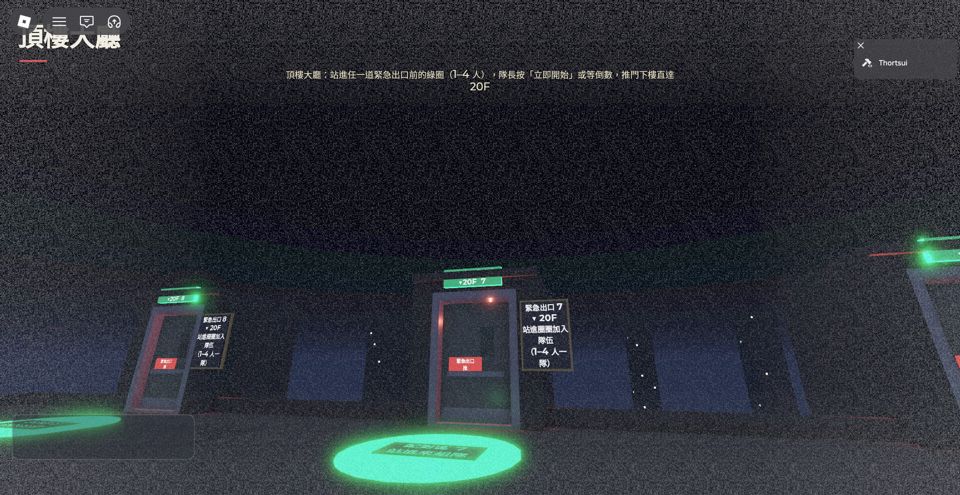 頂樓大廳
頂樓大廳：站進任一道緊急出口前的綠圈（1–4 人），隊長按「立即開始」或等倒數，推門下樓直達
20F
Thortsui
▼20F 8
緊急出口 8
▼ 20F
站進圈圈加入
隊伍
（1–4 人一
隊）
▼20F 7
緊急出口 7
▼ 20F
站進圈圈加入
隊伍
（1–4 人一
隊）
緊急出口